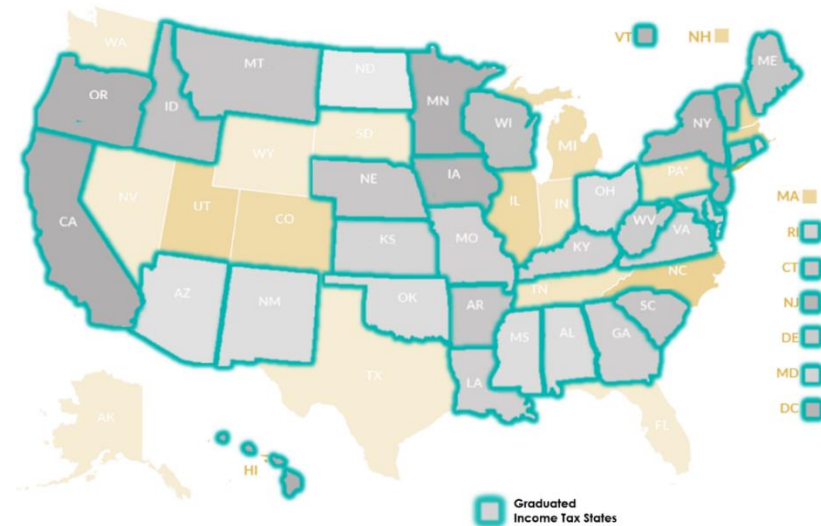 WA
VT
NH
ME
MT
ND
OR
MN
ID
SD
WI
NY
WY
MI
PA*
NE
IA
NV
OH
IL
IN
MA
UT
CO
WV
CA
VA
RI
KS
MO
KY
CT
NC
TN
AZ
OK
NJ
NM
AR
SC
MS
AL
GA
DE
TX
LA
MD
DC
AK
FL
HI
Graduated
Income Tax States